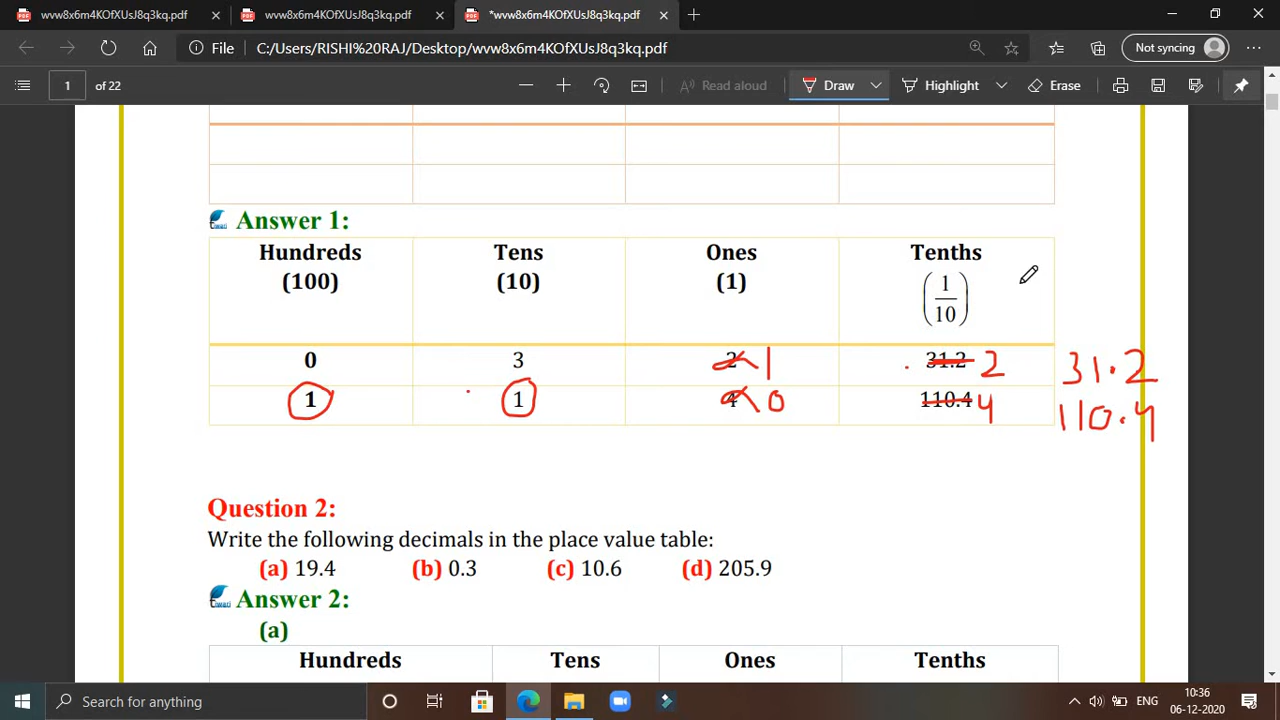 wvw8x6m4KOfXUsJ8q3kq.pdf
wvw8x6m4KOfXUsJ8q3kq.pdf
*wvw8x6m4KOfXUsJ8q3kq.pdf
File
C:/Users/RISHI%20RAJ/Desktop/wvw8x6m4KOfXUsJ8q3kq.pdf
Not syncing
1 of 22
Read aloud
Draw
Highlight
Erase
Answer 1:
Hundreds Tens Ones Tenths
(100) (10) (1) (1/10)
0 3 2 1 . 31.2 2 31.2
1 1 4 0 110.4 4 110.4
Question 2:
Write the following decimals in the place value table:
(a) 19.4 (b) 0.3 (c) 10.6 (d) 205.9
Answer 2:
(a)
Hundreds Tens Ones Tenths
Search for anything
ENG
10:36
06-12-2020